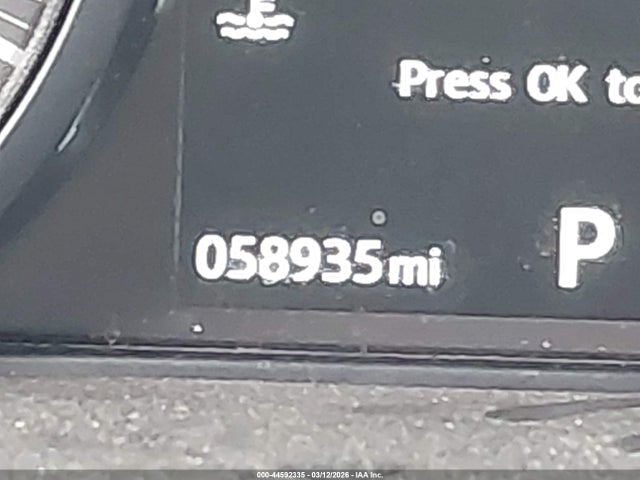 Press OK to
058935mi
P
000-44592335 - 03/12/2026 - IAA Inc.